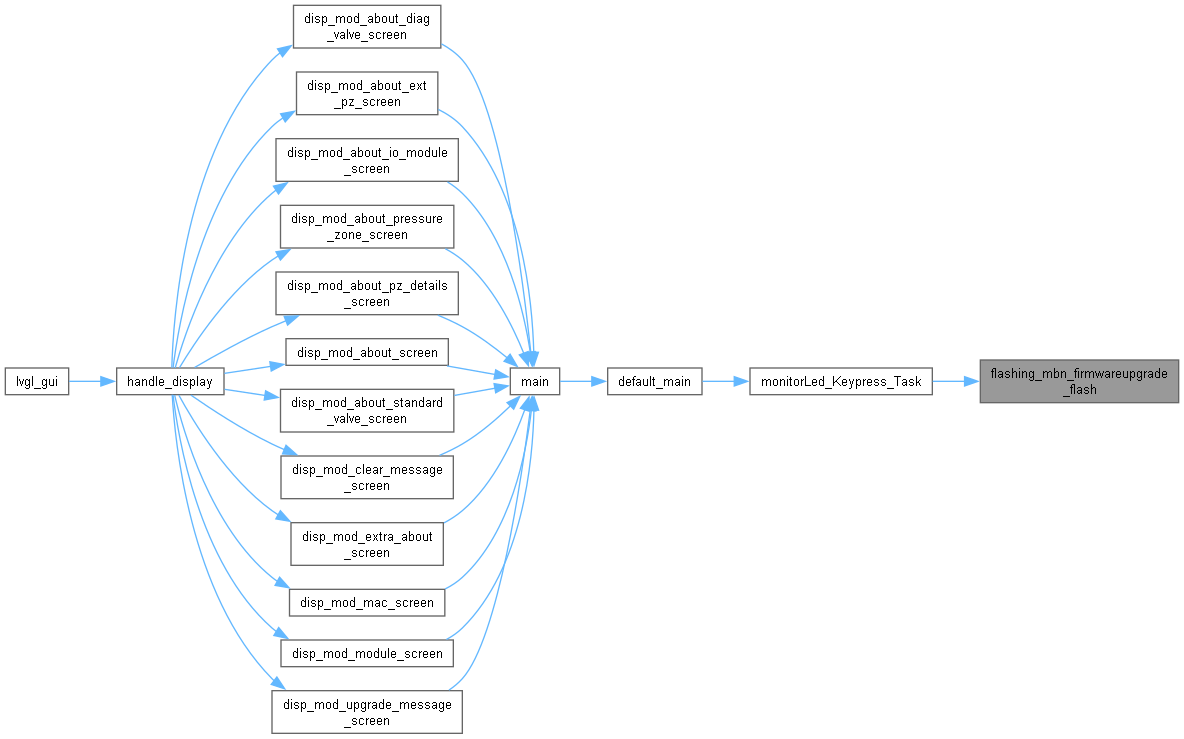 disp_mod_about_diag
_valve_screen
disp_mod_about_ext
_pz_screen
disp_mod_about_io_module
_screen
disp_mod_about_pressure
_zone_screen
disp_mod_about_pz_details
_screen
disp_mod_about_screen
lvgl_gui
handle_display
main
default_main
monitorLed_Keypress_Task
flashing_mbn_firmwareupgrade
_flash
disp_mod_about_standard
_valve_screen
disp_mod_clear_message
_screen
disp_mod_extra_about
_screen
disp_mod_mac_screen
disp_mod_module_screen
disp_mod_upgrade_message
_screen